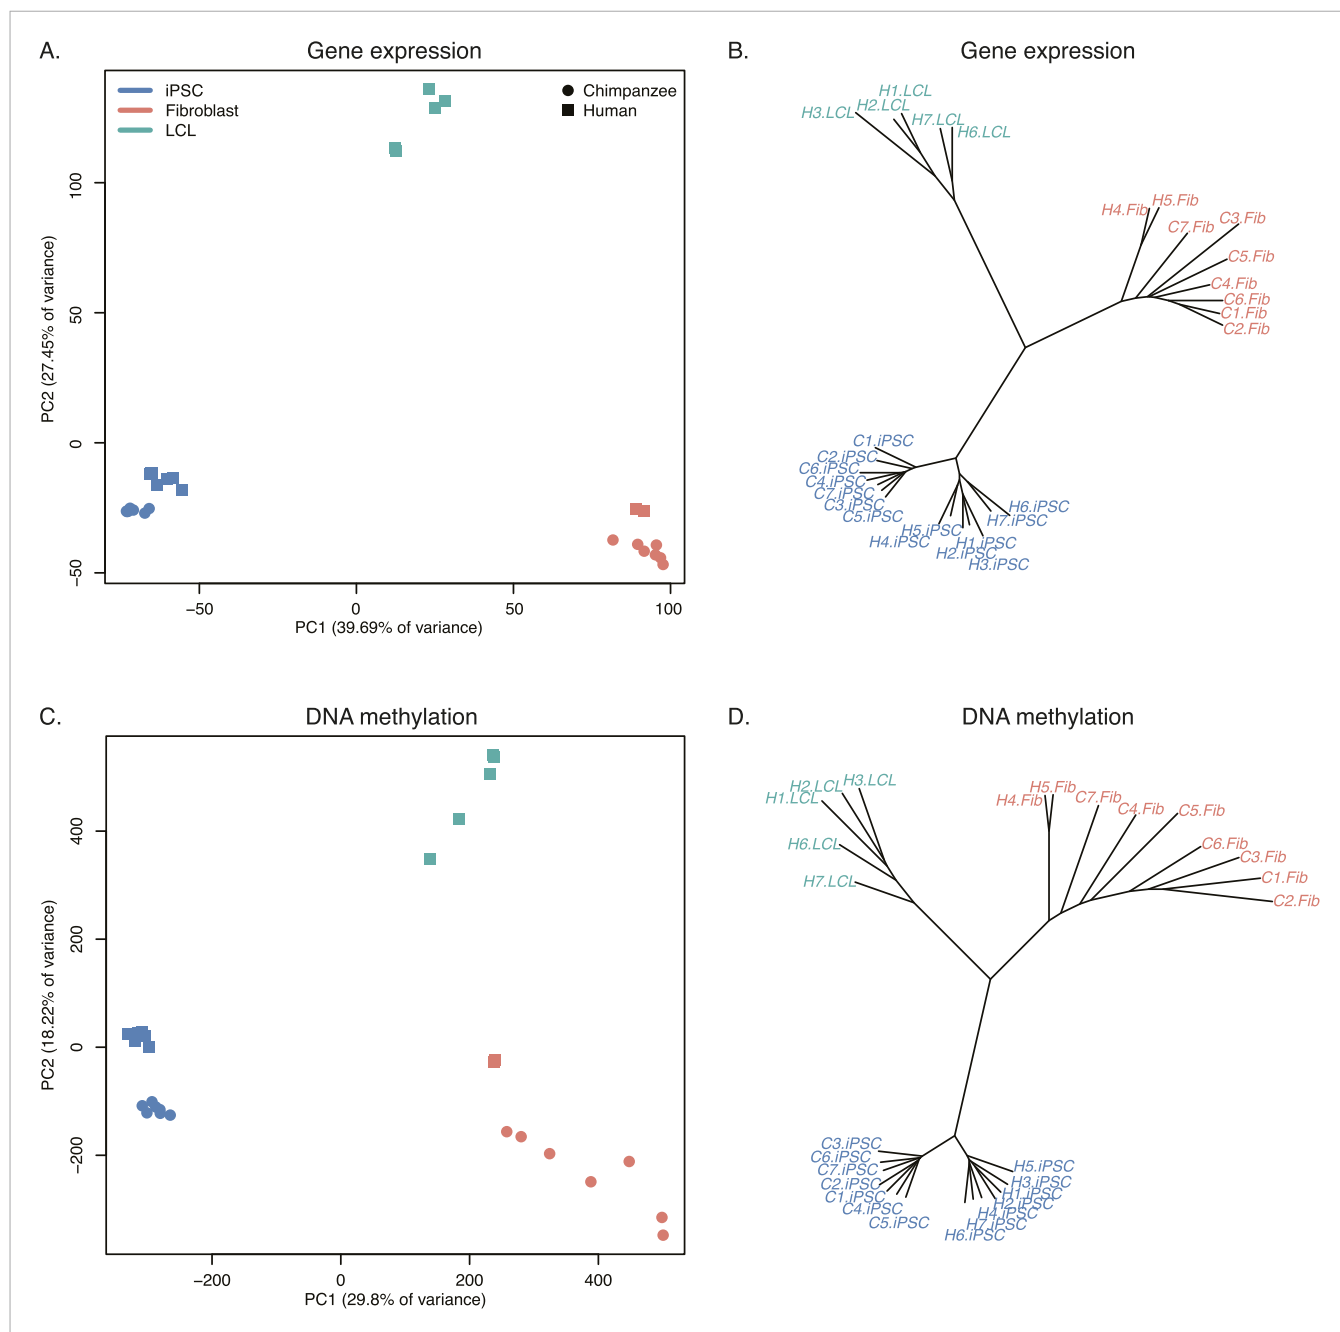 A.
Gene expression
iPSC
Fibroblast
LCL
Chimpanzee
Human
PC2 (27.45% of variance)
100
50
0
−50
−50
0
50
100
PC1 (39.69% of variance)
B.
Gene expression
H1.LCL
H2.LCL
H3.LCL
H7.LCL
H6.LCL
H4.Fib
H5.Fib
C7.Fib
C3.Fib
C5.Fib
C4.Fib
C6.Fib
C1.Fib
C2.Fib
C1.iPSC
C2.iPSC
C6.iPSC
C4.iPSC
C7.iPSC
C3.iPSC
C5.iPSC
H6.iPSC
H7.iPSC
H5.iPSC
H4.iPSC
H1.iPSC
H2.iPSC
H3.iPSC
C.
DNA methylation
PC2 (18.22% of variance)
400
200
0
−200
−200
0
200
400
PC1 (29.8% of variance)
D.
DNA methylation
H2.LCL
H3.LCL
H1.LCL
H6.LCL
H7.LCL
H5.Fib
H4.Fib
C7.Fib
C4.Fib
C5.Fib
C6.Fib
C3.Fib
C1.Fib
C2.Fib
C3.iPSC
C6.iPSC
C7.iPSC
C2.iPSC
C1.iPSC
C4.iPSC
C5.iPSC
H5.iPSC
H3.iPSC
H1.iPSC
H2.iPSC
H4.iPSC
H7.iPSC
H6.iPSC